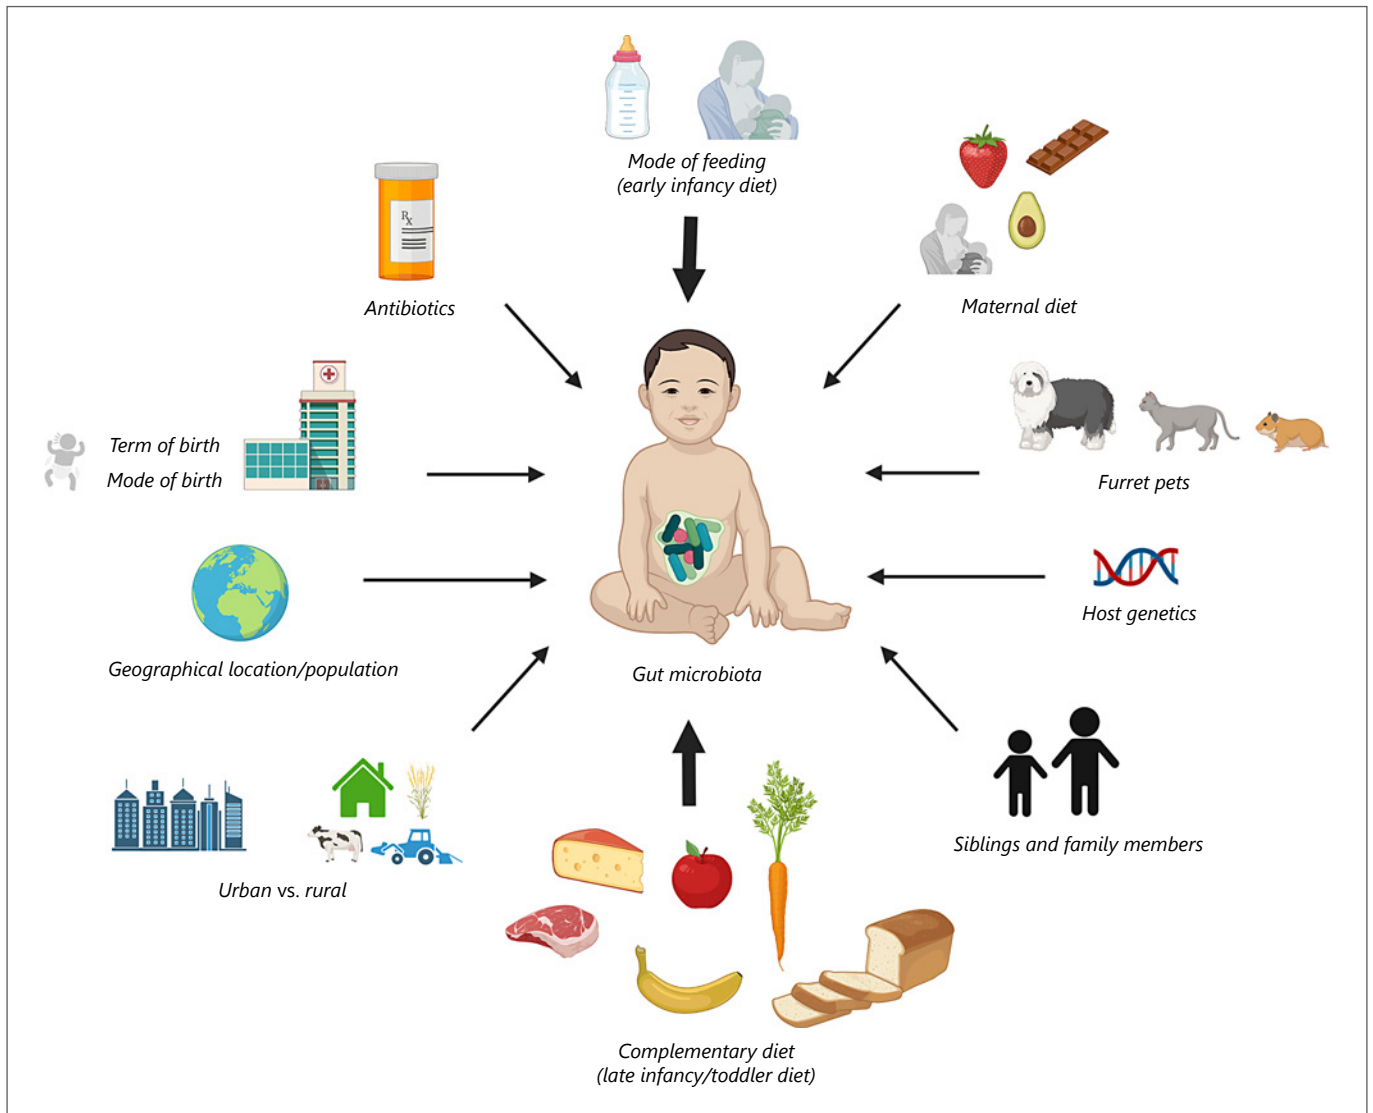 Mode of feeding
(early infancy diet)
Rx
Antibiotics
Maternal diet
Term of birth
Mode of birth
Furret pets
Host genetics
Geographical location/population
Gut microbiota
Siblings and family members
Urban vs. rural
Complementary diet
(late infancy/toddler diet)